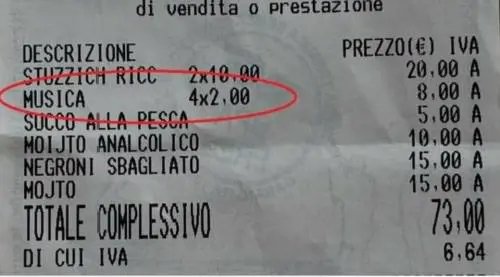 di vendita o prestazione
DESCRIZIONE PREZZO(€) IVA
STUZZICH RICC 2x10,00 20,00 A
MUSICA 4x2,00 8,00 A
SUCCO ALLA PESCA 5,00 A
MOIJTO ANALCOLICO 10,00 A
NEGRONI SBAGLIATO 15,00 A
MOJTO 15,00 A
TOTALE COMPLESSIVO 73,00
DI CUI IVA 6,64